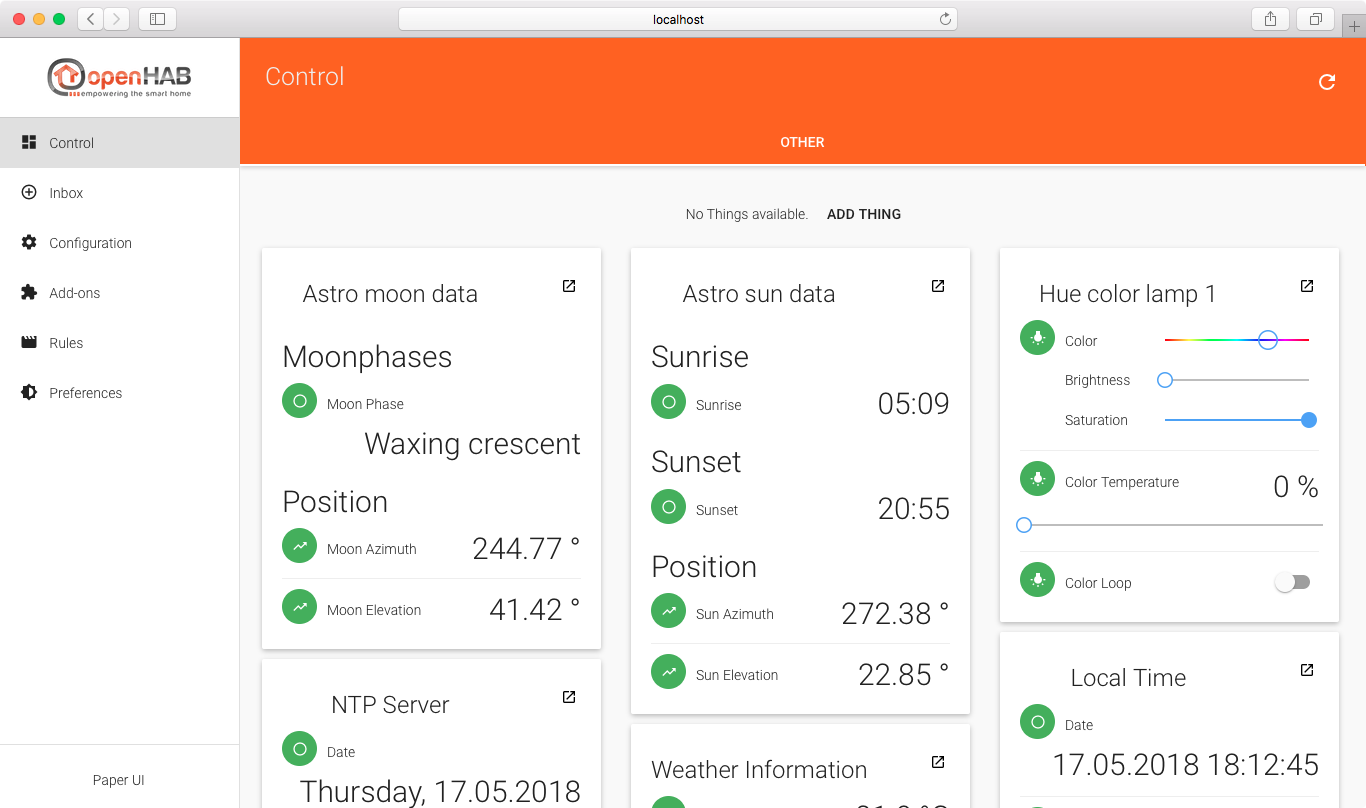 localhost
openHAB
empowering the smart home
Control
Inbox
Configuration
Add-ons
Rules
Preferences
Paper UI
Control
OTHER
No Things available. ADD THING
Astro moon data
Moonphases
Moon Phase
Waxing crescent
Position
Moon Azimuth 244.77 °
Moon Elevation 41.42 °
NTP Server
Date
Thursday, 17.05.2018
Astro sun data
Sunrise
Sunrise 05:09
Sunset
Sunset 20:55
Position
Sun Azimuth 272.38 °
Sun Elevation 22.85 °
Weather Information
Hue color lamp 1
Color
Brightness
Saturation
Color Temperature 0 %
Color Loop
Local Time
Date
17.05.2018 18:12:45